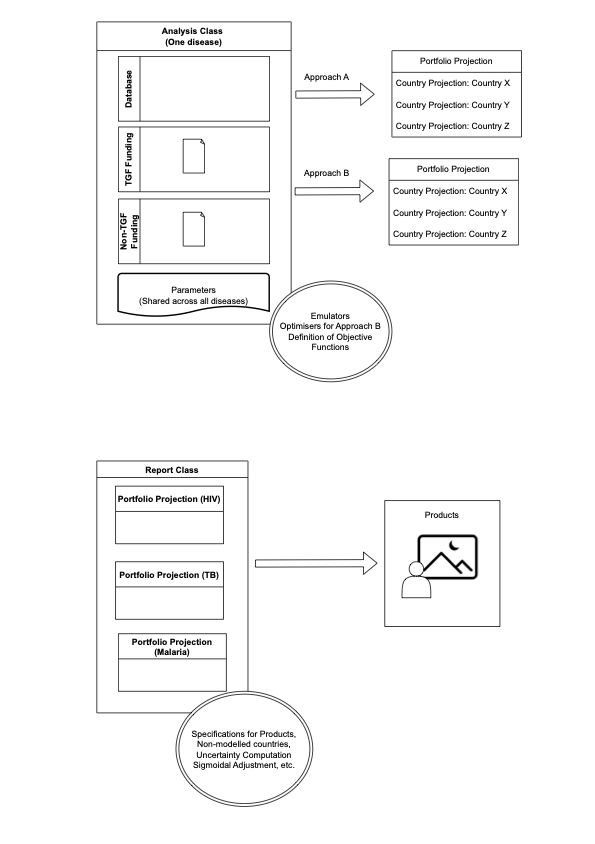 Analysis Class
(One disease)
Database
TGF Funding
Non-TGF
Funding
Parameters
(Shared across all diseases)
Emulators
Optimisers for Approach B
Definition of Objective
Functions
Approach A
Portfolio Projection
Country Projection: Country X
Country Projection: Country Y
Country Projection: Country Z
Approach B
Portfolio Projection
Country Projection: Country X
Country Projection: Country Y
Country Projection: Country Z
Report Class
Portfolio Projection (HIV)
Portfolio Projection (TB)
Portfolio Projection
(Malaria)
Specifications for Products,
Non-modelled countries,
Uncertainty Computation
Sigmoidal Adjustment, etc.
Products